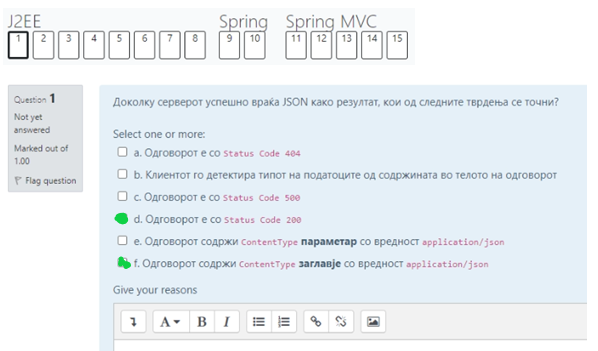 J2EE Spring Spring MVC
1 2 3 4 5 6 7 8 9 10 11 12 13 14 15
Question 1
Not yet
answered
Marked out of
1.00
Flag question
Доколку серверот успешно враќа JSON како резултат, кои од следните тврдења се точни?
Select one or more:
a. Одговорот е со Status Code 404
b. Клиентот го детектира типот на податоците од содржината во телото на одговорот
c. Одговорот е со Status Code 500
d. Одговорот е со Status Code 200
e. Одговорот содржи ContentType параметар со вредност application/json
f. Одговорот содржи ContentType заглавје со вредност application/json
Give your reasons
A B I